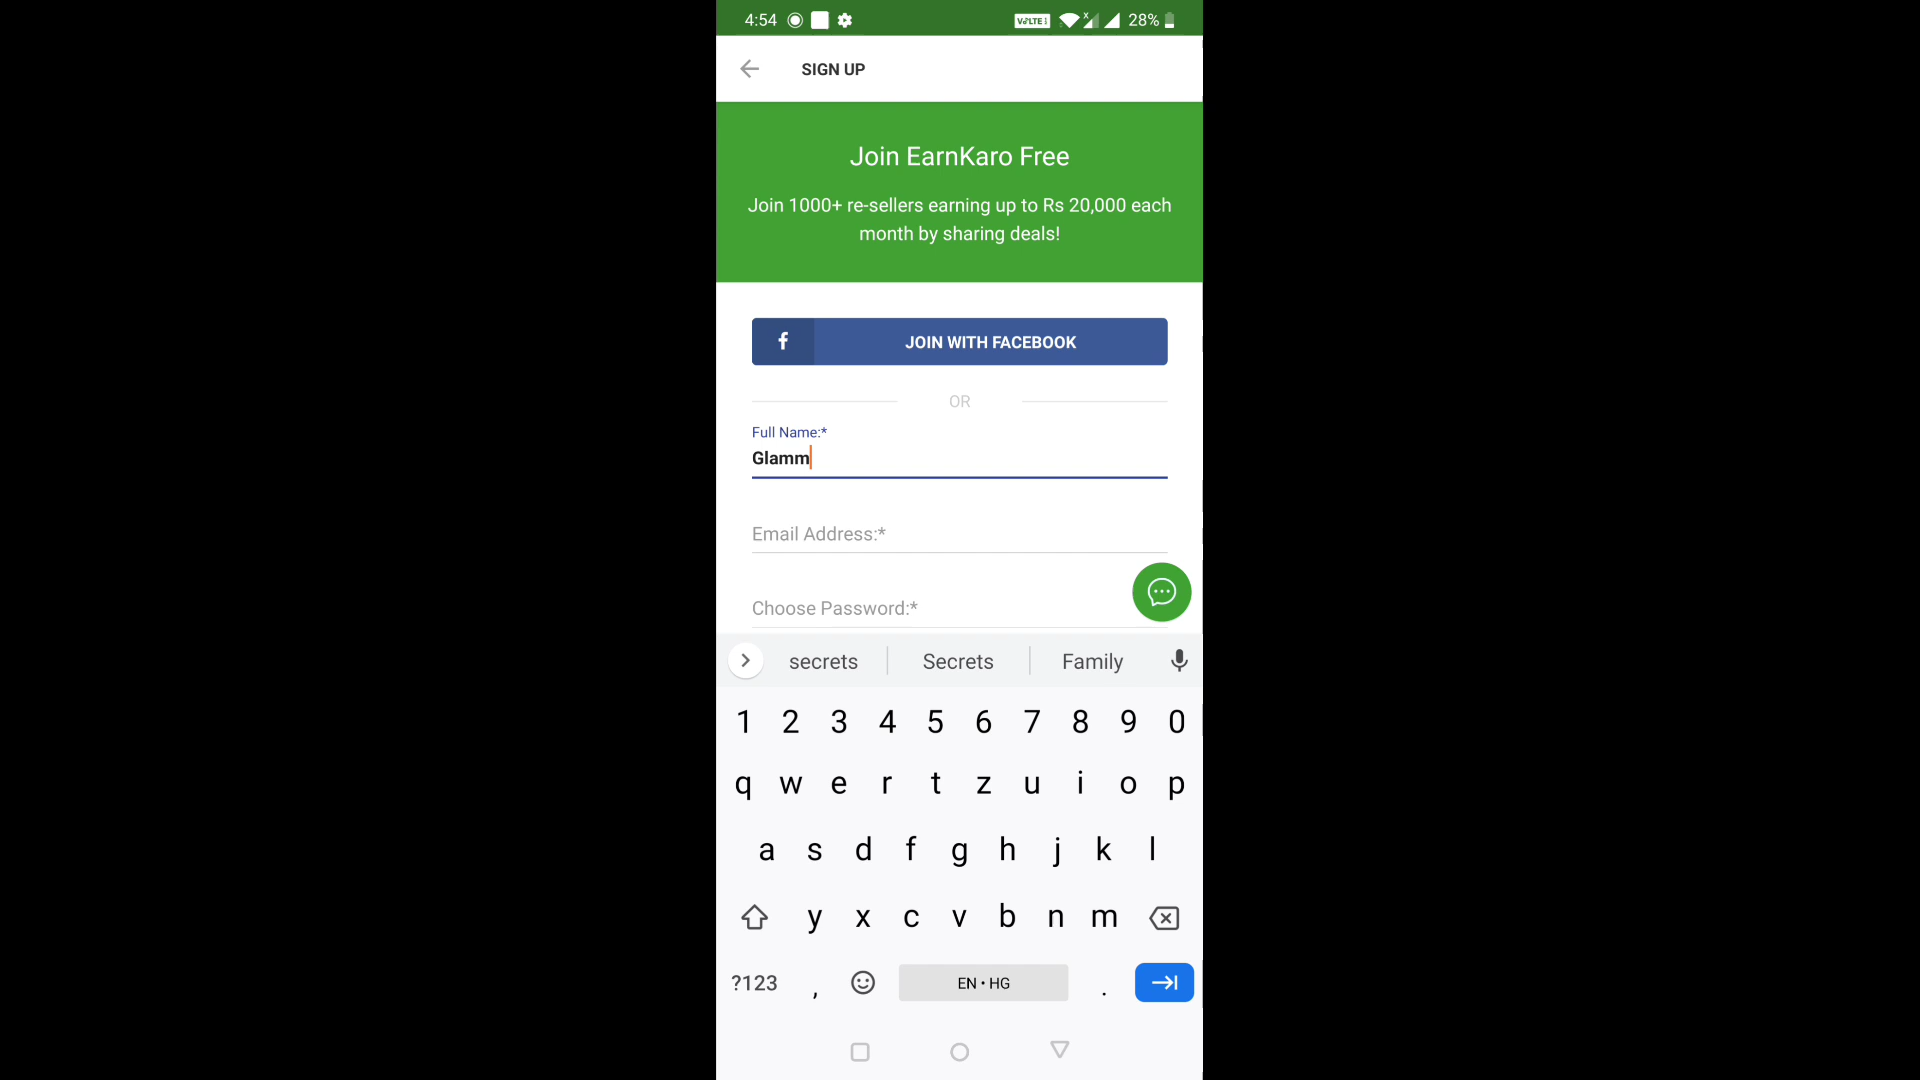 4:54 VoLTE 28%
SIGN UP
Join EarnKaro Free
Join 1000+ re-sellers earning up to Rs 20,000 each
month by sharing deals!
f JOIN WITH FACEBOOK
OR
Full Name:*
Glamm
Email Address:*
Choose Password:*
secrets Secrets Family
1 2 3 4 5 6 7 8 9 0
q w e r t z u i o p
a s d f g h j k l
y x c v b n m
?123 , EN • HG .